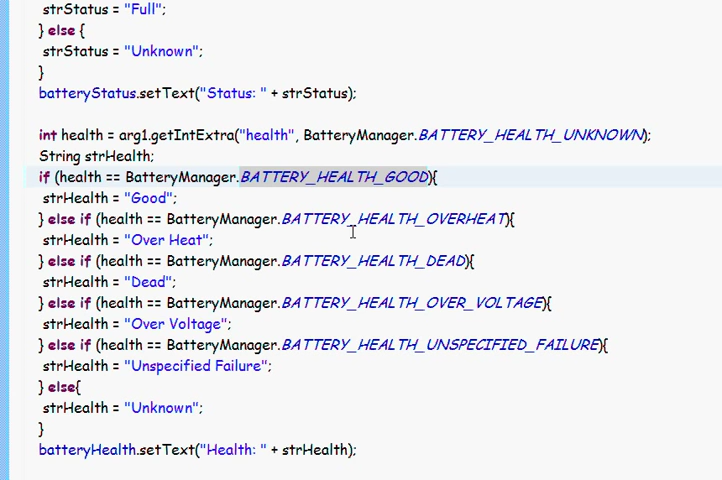 strStatus = "Full";
} else {
strStatus = "Unknown";
}
batteryStatus.setText("Status: " + strStatus);
int health = arg1.getIntExtra("health", BatteryManager.BATTERY_HEALTH_UNKNOWN);
String strHealth;
if (health == BatteryManager.BATTERY_HEALTH_GOOD){
strHealth = "Good";
} else if (health == BatteryManager.BATTERY_HEALTH_OVERHEAT){
strHealth = "Over Heat";
} else if (health == BatteryManager.BATTERY_HEALTH_DEAD){
strHealth = "Dead";
} else if (health == BatteryManager.BATTERY_HEALTH_OVER_VOLTAGE){
strHealth = "Over Voltage";
} else if (health == BatteryManager.BATTERY_HEALTH_UNSPECIFIED_FAILURE){
strHealth = "Unspecified Failure";
} else{
strHealth = "Unknown";
}
batteryHealth.setText("Health: " + strHealth);